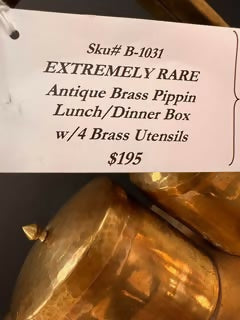 Sku# B-1031
EXTREMELY RARE
Antique Brass Pippin
Lunch/Dinner Box
w/4 Brass Utensils
$195